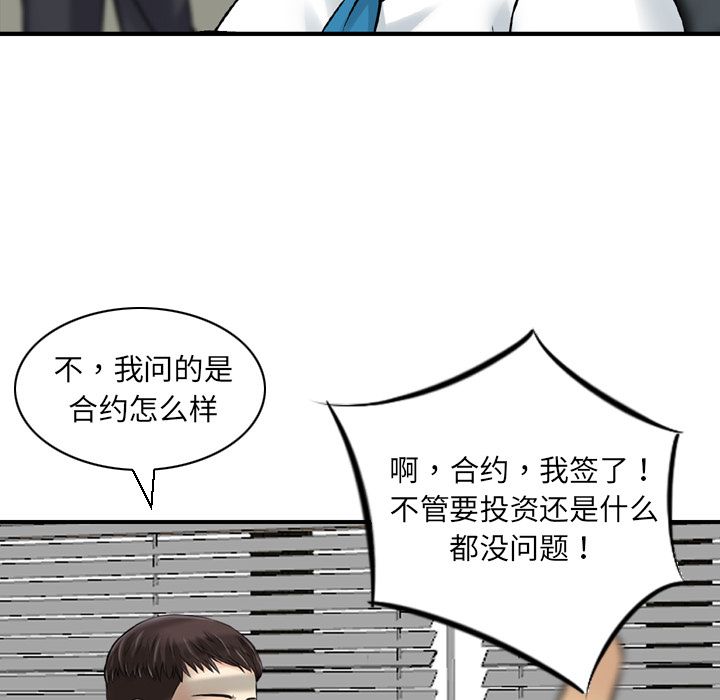 不，我问的是
合约怎么样
啊，合约，我签了！
不管要投资还是什么
都没问题！